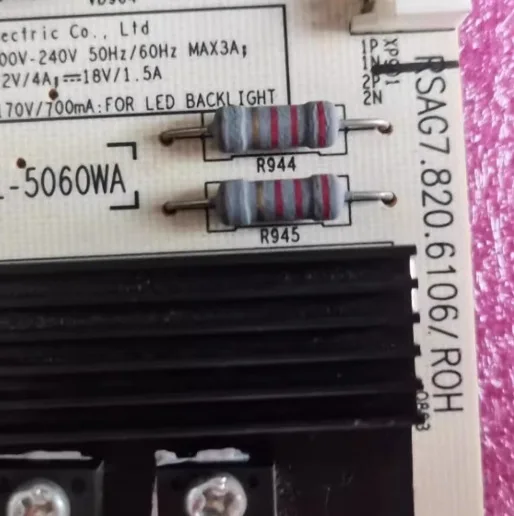 ectric Co., Ltd
00V-240V 50Hz/60Hz MAX3A;
2V/4A;⎓18V/1.5A
170V/700mA:FOR LED BACKLIGHT
-5060WA
R944
R945
1P
1N
2P
2N
RSAG7.820.6106/ROH